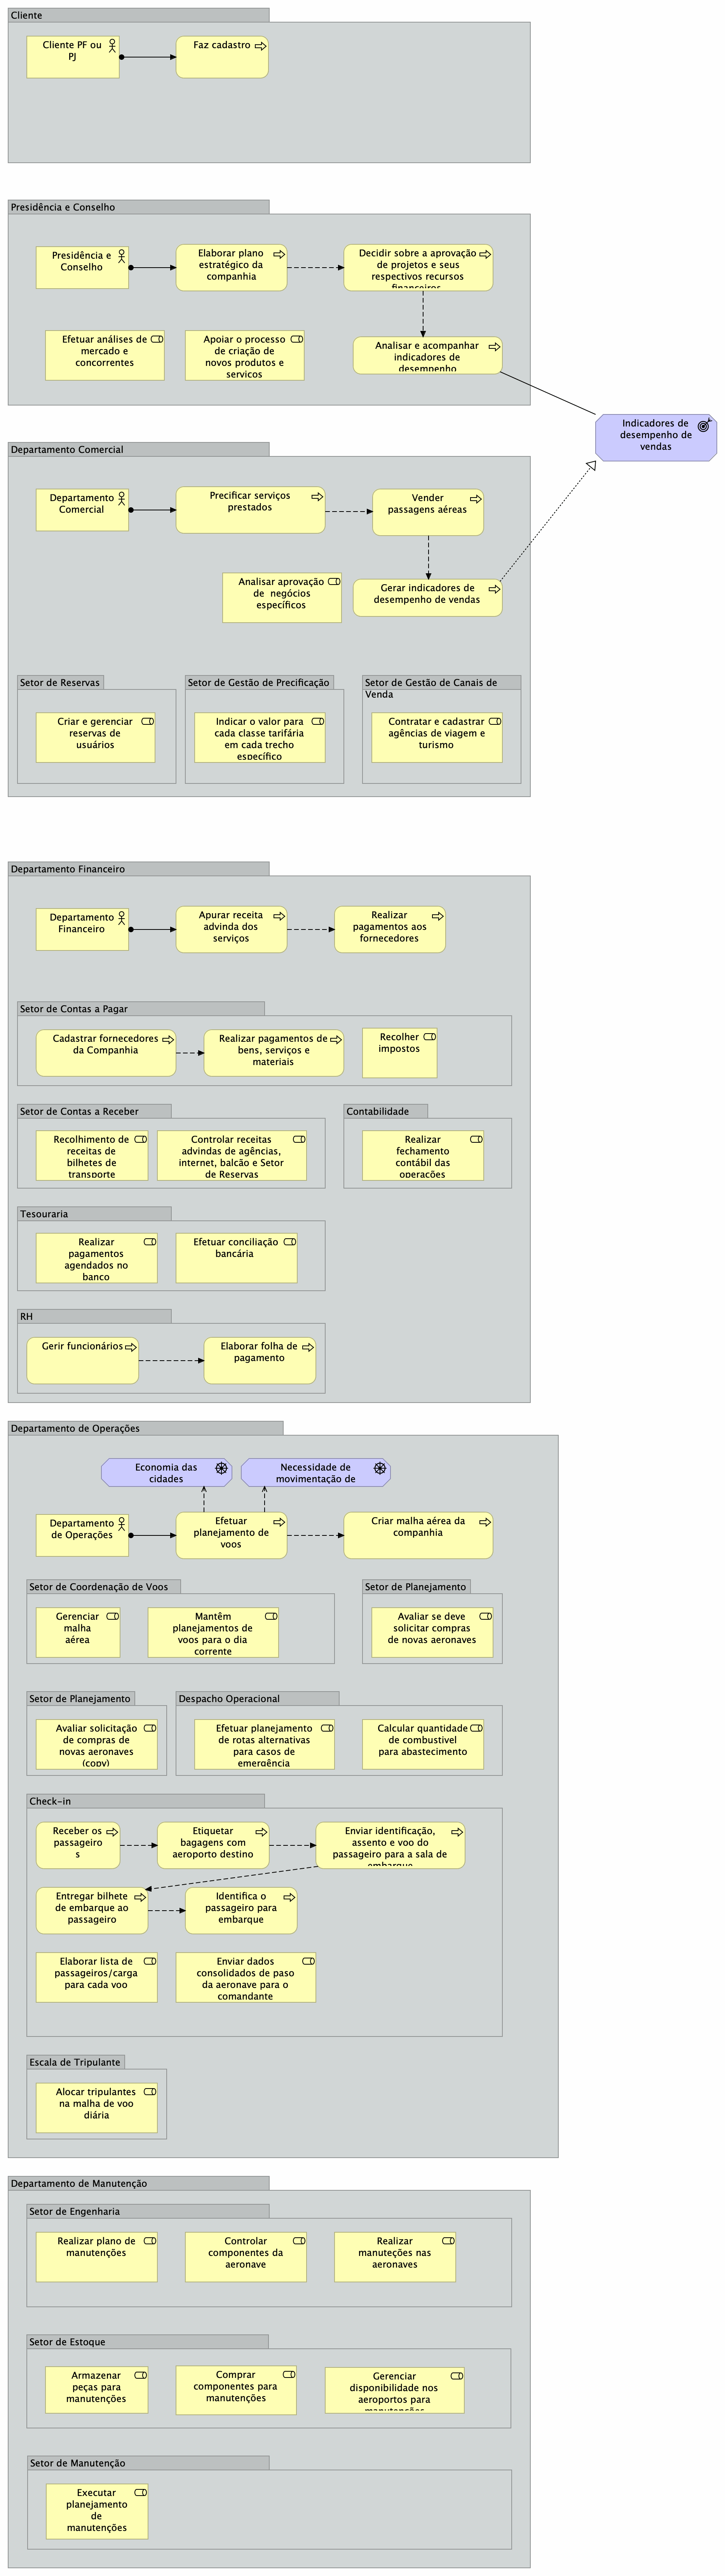 Cliente
Cliente PF ou
PJ
Faz cadastro
Presidência e Conselho
Presidência e
Conselho
Elaborar plano
estratégico da
companhia
Decidir sobre a aprovação
de projetos e seus
respectivos recursos
financeiros
Efetuar análises de
mercado e
concorrentes
Apoiar o processo
de criação de
novos produtos e
servicos
Analisar e acompanhar
indicadores de
desempenho
Indicadores de
desempenho de
vendas
Departamento Comercial
Departamento
Comercial
Precificar serviços
prestados
Vender
passagens aéreas
Analisar aprovação
de  negócios
específicos
Gerar indicadores de
desempenho de vendas
Setor de Reservas
Criar e gerenciar
reservas de
usuários
Setor de Gestão de Precificação
Indicar o valor para
cada classe tarifária
em cada trecho
específico
Setor de Gestão de Canais de
Venda
Contratar e cadastrar
agências de viagem e
turismo
Departamento Financeiro
Departamento
Financeiro
Apurar receita
advinda dos
serviços
Realizar
pagamentos aos
fornecedores
Setor de Contas a Pagar
Cadastrar fornecedores
da Companhia
Realizar pagamentos de
bens, serviços e
materiais
Recolher
impostos
Setor de Contas a Receber
Recolhimento de
receitas de
bilhetes de
transporte
Controlar receitas
advindas de agências,
internet, balcão e Setor
de Reservas
Contabilidade
Realizar
fechamento
contábil das
operações
Tesouraria
Realizar
pagamentos
agendados no
banco
Efetuar conciliação
bancária
RH
Gerir funcionários
Elaborar folha de
pagamento
Departamento de Operações
Economia das
cidades
Necessidade de
movimentação de
Departamento
de Operações
Efetuar
planejamento de
voos
Criar malha aérea da
companhia
Setor de Coordenação de Voos
Gerenciar
malha
aérea
Mantêm
planejamentos de
voos para o dia
corrente
Setor de Planejamento
Avaliar se deve
solicitar compras
de novas aeronaves
Setor de Planejamento
Avaliar solicitação
de compras de
novas aeronaves
(copy)
Despacho Operacional
Efetuar planejamento
de rotas alternativas
para casos de
emergência
Calcular quantidade
de combustivel
para abastecimento
Check-in
Receber os
passageiro
s
Etiquetar
bagagens com
aeroporto destino
Enviar identificação,
assento e voo do
passageiro para a sala de
embarque
Entregar bilhete
de embarque ao
passageiro
Identifica o
passageiro para
embarque
Elaborar lista de
passageiros/carga
para cada voo
Enviar dados
consolidados de paso
da aeronave para o
comandante
Escala de Tripulante
Alocar tripulantes
na malha de voo
diária
Departamento de Manutenção
Setor de Engenharia
Realizar plano de
manutenções
Controlar
componentes da
aeronave
Realizar
manuteções nas
aeronaves
Setor de Estoque
Armazenar
peças para
manutenções
Comprar
componentes para
manutenções
Gerenciar
disponibilidade nos
aeroportos para
manutenções
Setor de Manutenção
Executar
planejamento
de
manutenções